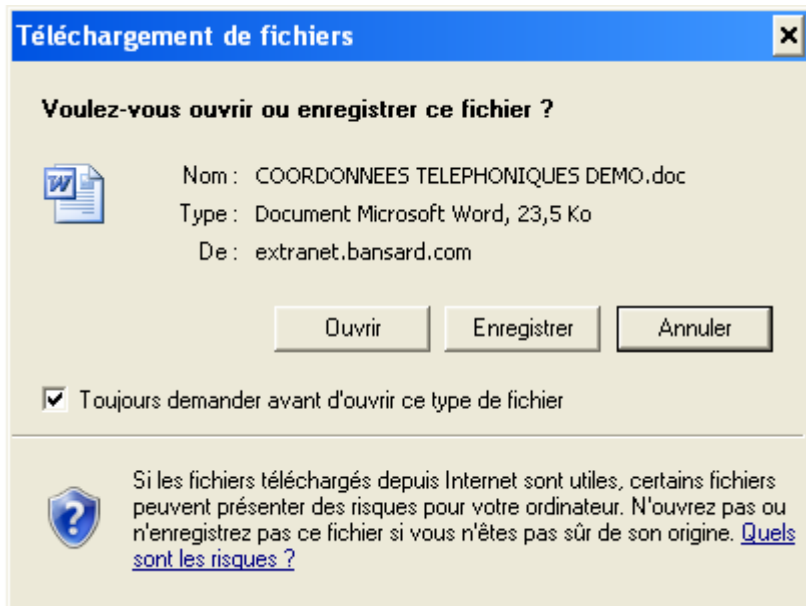 Téléchargement de fichiers
Voulez-vous ouvrir ou enregistrer ce fichier ?
Nom : COORDONNEES TELEPHONIQUES DEMO.doc
Type : Document Microsoft Word, 23,5 Ko
De : extranet.bansard.com
Ouvrir Enregistrer Annuler
Toujours demander avant d'ouvrir ce type de fichier
Si les fichiers téléchargés depuis Internet sont utiles, certains fichiers
peuvent présenter des risques pour votre ordinateur. N'ouvrez pas ou
n'enregistrez pas ce fichier si vous n'êtes pas sûr de son origine. Quels
sont les risques ?